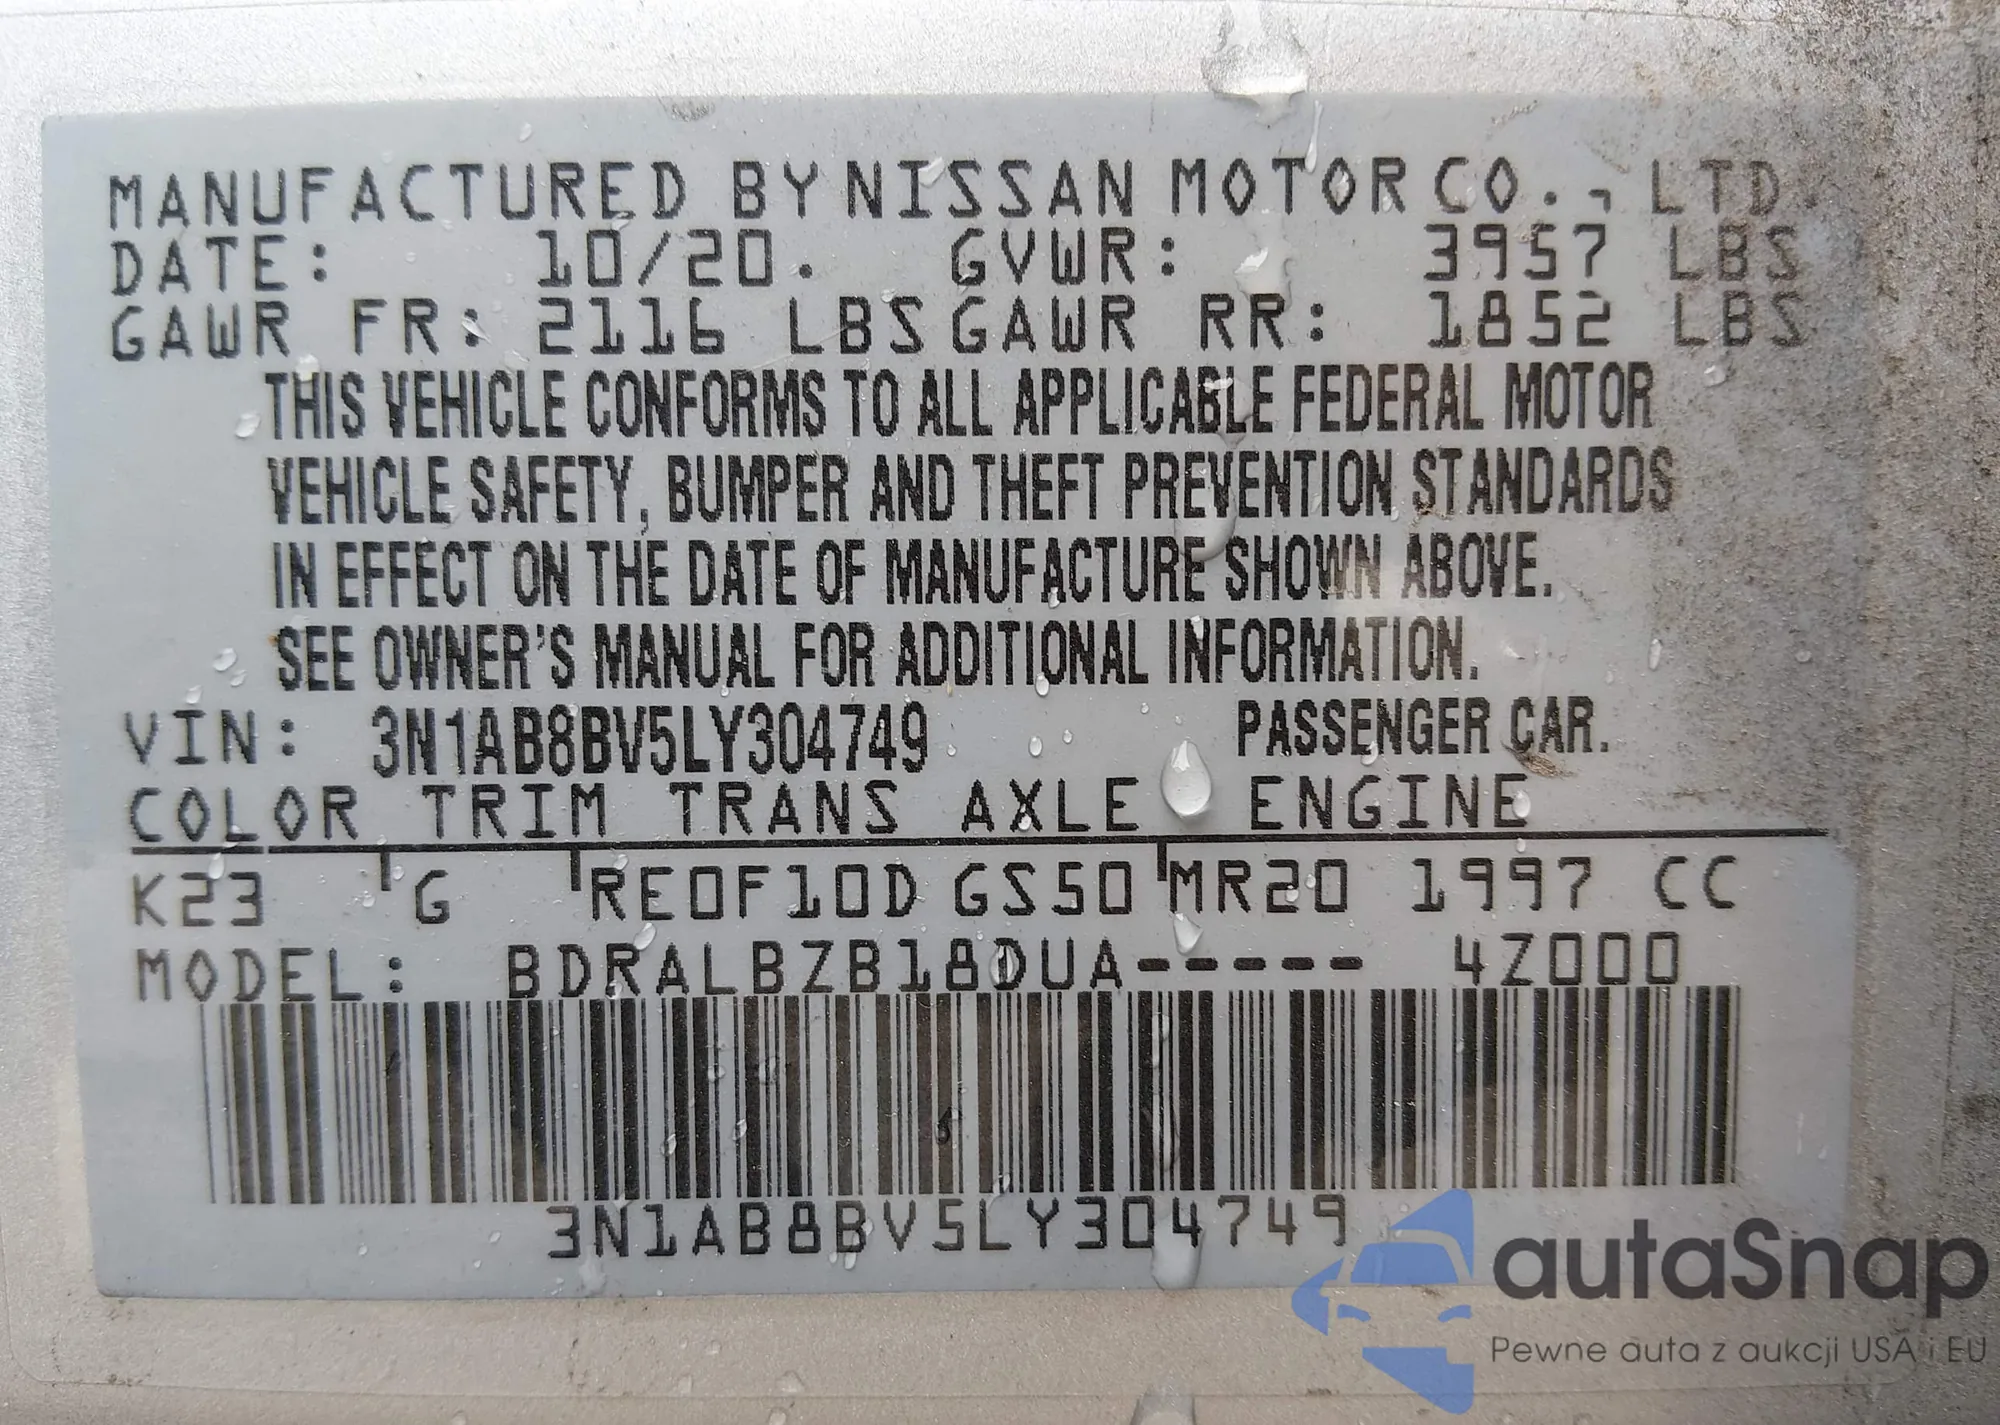 MANUFACTURED BY NISSAN MOTOR CO., LTD.
DATE: 10/20. GVWR: 3957 LBS
GAWR FR: 2116 LBS GAWR RR: 1852 LBS
THIS VEHICLE CONFORMS TO ALL APPLICABLE FEDERAL MOTOR
VEHICLE SAFETY, BUMPER AND THEFT PREVENTION STANDARDS
IN EFFECT ON THE DATE OF MANUFACTURE SHOWN ABOVE.
SEE OWNER'S MANUAL FOR ADDITIONAL INFORMATION.
VIN: 3N1AB8BV5LY304749 PASSENGER CAR.
COLOR TRIM TRANS AXLE ENGINE
K23 G RE0F10D GS50 MR20 1997 CC
MODEL: BDRALBZB18DUA----- 4Z000
3N1AB8BV5LY304749
autaSnap
Pewne auta z aukcji USA i EU